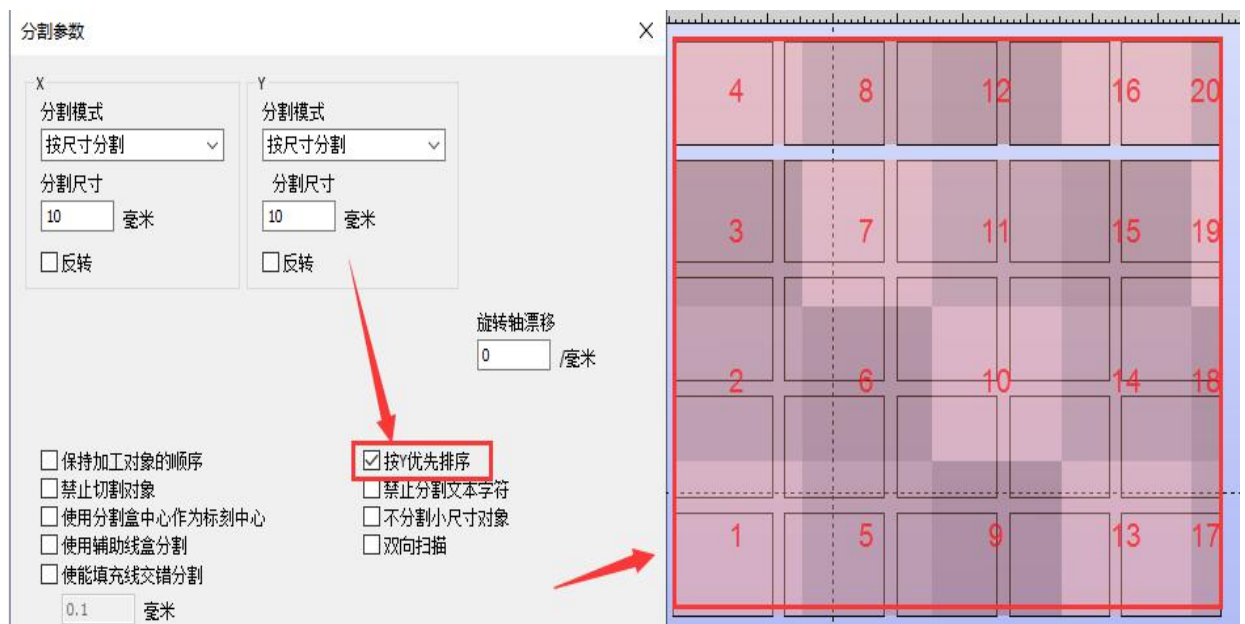 分割参数
X
Y
分割模式
分割模式
按尺寸分割
按尺寸分割
分割尺寸
分割尺寸
10 毫米
10 毫米
反转
反转
旋转轴漂移
0 /毫米
保持加工对象的顺序
按Y优先排序
禁止切割对象
禁止分割文本字符
使用分割盒中心作为标刻中心
不分割小尺寸对象
使用辅助线盒分割
双向扫描
使能填充线交错分割
0.1 毫米
4 8 12 16 20
3 7 11 15 19
2 6 10 14 18
1 5 9 13 17